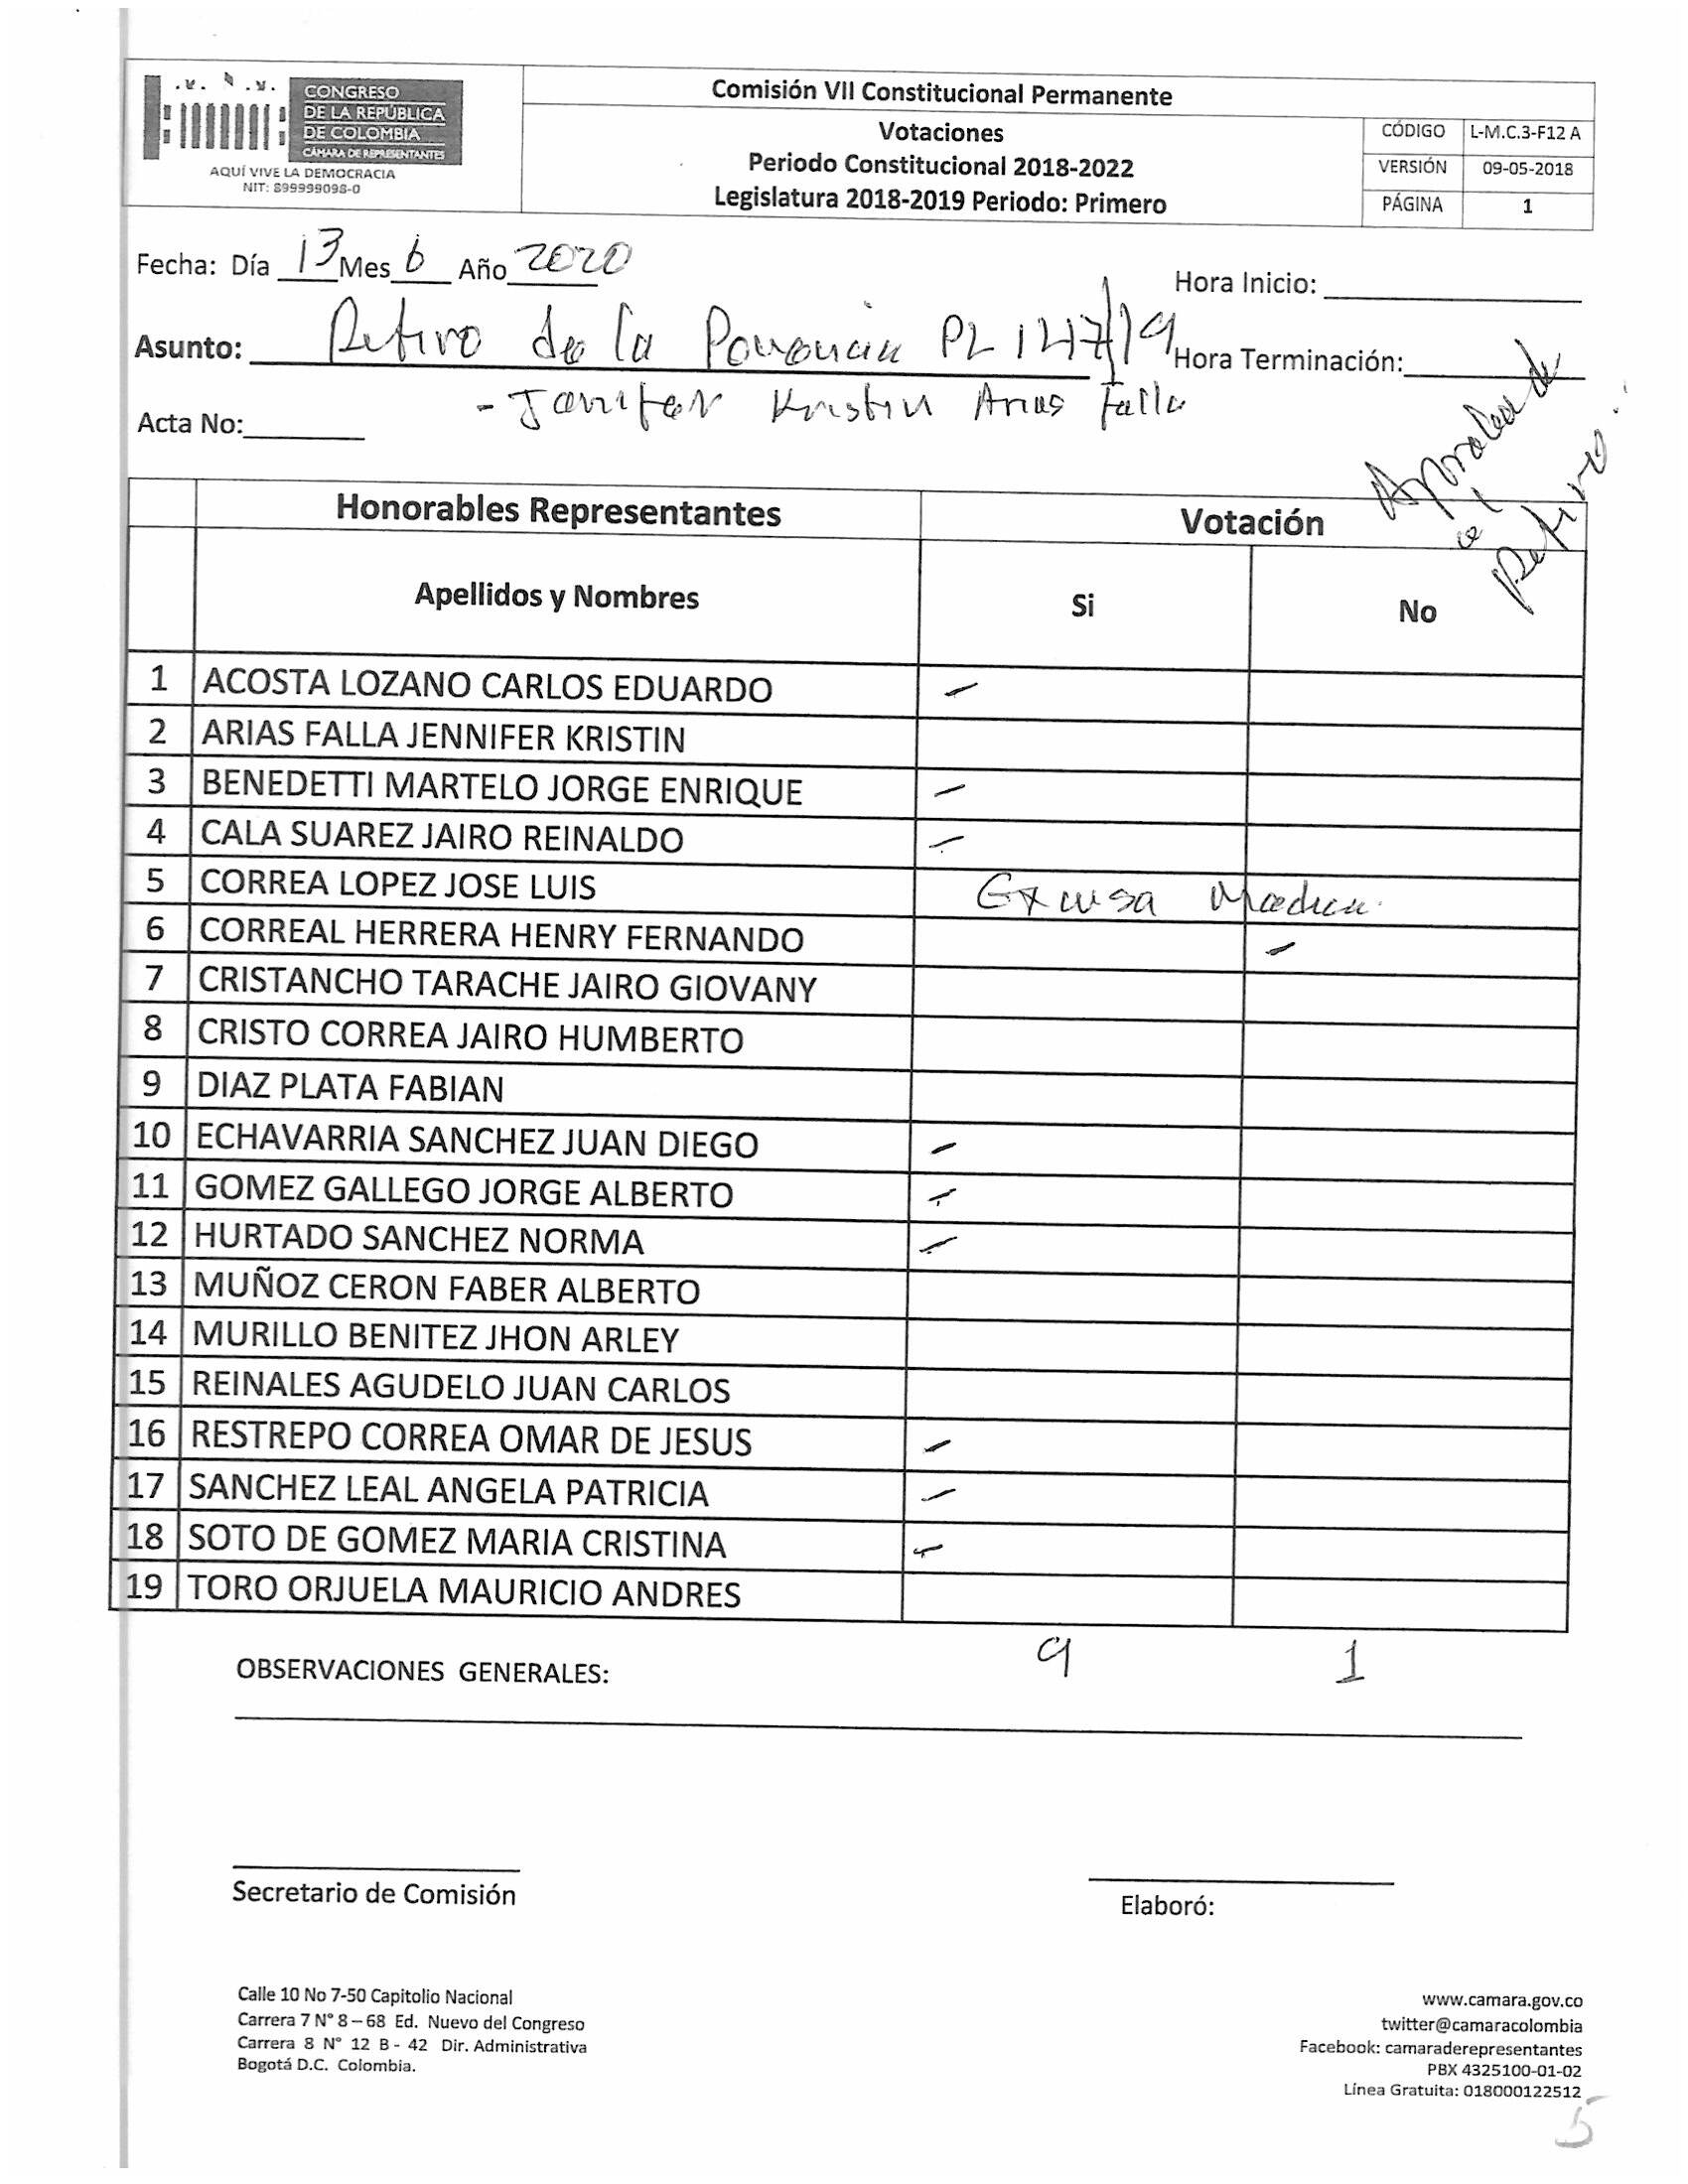 CONGRESO
DE LA REPÚBLICA
DE COLOMBIA
CÁMARA DE REPRESENTANTES
AQUÍ VIVE LA DEMOCRACIA
NIT: 899999098-0
Comisión VII Constitucional Permanente
Votaciones
Periodo Constitucional 2018-2022
Legislatura 2018-2019 Periodo: Primero
CÓDIGO L-M.C.3-F12 A
VERSIÓN 09-05-2018
PÁGINA 1
Fecha: Día 13 Mes 6 Año 2020
Hora Inicio:
Asunto: Retiro de la Ponencia PL 147/19
Hora Terminación:
- Jennifer Kristin Arias Falla
Acta No:
Aprobado
el
Retiro.
Honorables Representantes Votación
Apellidos y Nombres Si No
1 ACOSTA LOZANO CARLOS EDUARDO –
2 ARIAS FALLA JENNIFER KRISTIN
3 BENEDETTI MARTELO JORGE ENRIQUE –
4 CALA SUAREZ JAIRO REINALDO –
5 CORREA LOPEZ JOSE LUIS Excusa Medica.
6 CORREAL HERRERA HENRY FERNANDO –
7 CRISTANCHO TARACHE JAIRO GIOVANY
8 CRISTO CORREA JAIRO HUMBERTO
9 DIAZ PLATA FABIAN
10 ECHAVARRIA SANCHEZ JUAN DIEGO –
11 GOMEZ GALLEGO JORGE ALBERTO –
12 HURTADO SANCHEZ NORMA –
13 MUÑOZ CERON FABER ALBERTO
14 MURILLO BENITEZ JHON ARLEY
15 REINALES AGUDELO JUAN CARLOS
16 RESTREPO CORREA OMAR DE JESUS –
17 SANCHEZ LEAL ANGELA PATRICIA –
18 SOTO DE GOMEZ MARIA CRISTINA –
19 TORO ORJUELA MAURICIO ANDRES
9 1
OBSERVACIONES GENERALES:
Secretario de Comisión
Elaboró:
Calle 10 No 7-50 Capitolio Nacional
Carrera 7 N° 8 – 68 Ed. Nuevo del Congreso
Carrera 8 N° 12 B - 42 Dir. Administrativa
Bogotá D.C. Colombia.
www.camara.gov.co
twitter@camaracolombia
Facebook: camaraderepresentantes
PBX 4325100-01-02
Línea Gratuita: 018000122512
5